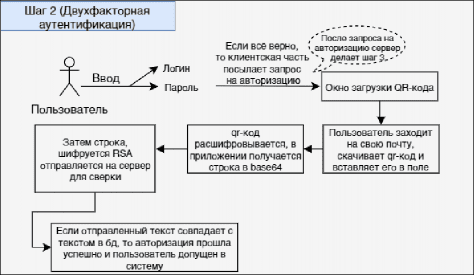 Шаг 2 (Двухфакторная
аутентификация)
После запроса на
авторизацию сервер
делает шаг 3
Если всё верно,
то клиентская часть
посылает запрос
на авторизацию
Ввод
Логин
Пароль
Пользователь
Окно загрузки QR-кода
Пользователь заходит
на свою почту,
скачивает qr-код и
вставляет его в поле
qr-код
расшифровывается, в
приложении получается
строка в base64
Затем строка,
шифруется RSA
отправляется на сервер
для сверки
Если отправленный текст совпадает с
текстом в бд, то авторизация прошла
успешно и пользователь допущен в
систему